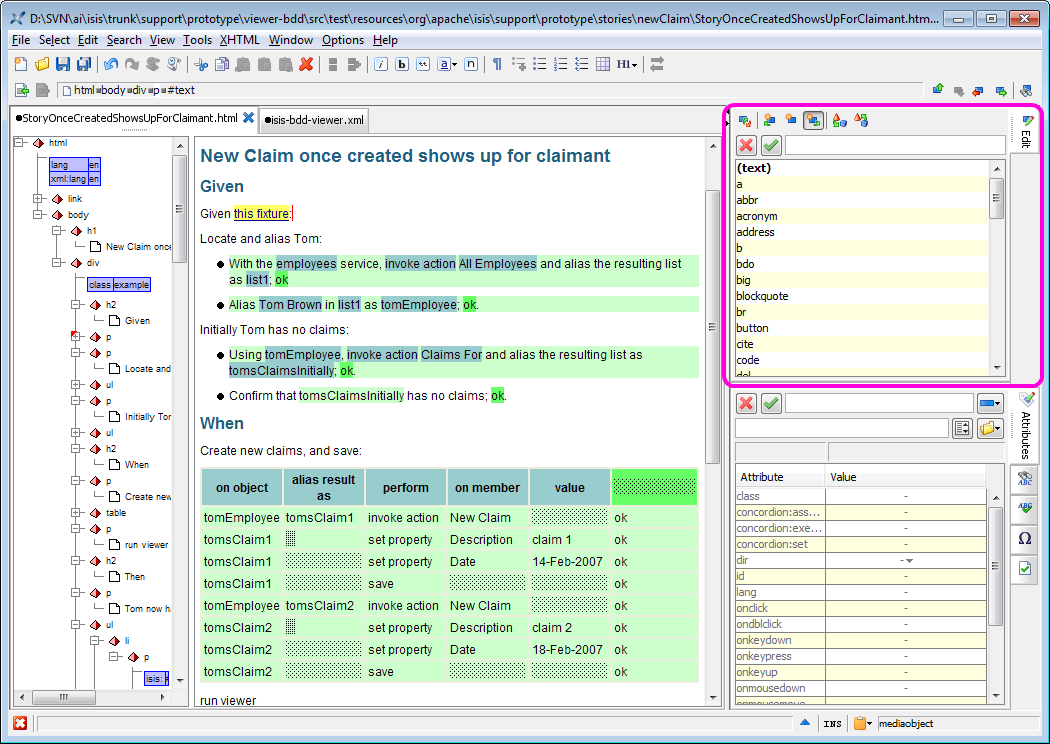 D:\SVN\ai\isis\trunk\support\prototype\viewer-bdd\src\test\resources\org\apache\isis\support\prototype\stories\newClaim\StoryOnceCreatedShowsUpForClaimant.htm...
File Select Edit Search View Tools XHTML Window Options Help
i b a n ¶ H1
html body div p #text
StoryOnceCreatedShowsUpForClaimant.html
isis-bdd-viewer.xml
html
lang en
xml:lang en
link
body
h1
New Claim once
div
class example
h2
Given
p
p
Locate and
ul
p
Initially Tom
ul
h2
When
p
Create new
table
p
run viewer
h2
Then
p
Tom now ha
ul
li
p
isis:
New Claim once created shows up for claimant
Given
Given this fixture:
Locate and alias Tom:
With the employees service, invoke action All Employees and alias the resulting list
as list1; ok
Alias Tom Brown in list1 as tomEmployee; ok.
Initially Tom has no claims:
Using tomEmployee, invoke action Claims For and alias the resulting list as
tomsClaimsInitially; ok.
Confirm that tomsClaimsInitially has no claims; ok.
When
Create new claims, and save:
on object alias result as perform on member value
tomEmployee tomsClaim1 invoke action New Claim ok
tomsClaim1 set property Description claim 1 ok
tomsClaim1 set property Date 14-Feb-2007 ok
tomsClaim1 save ok
tomEmployee tomsClaim2 invoke action New Claim ok
tomsClaim2 set property Description claim 2 ok
tomsClaim2 set property Date 18-Feb-2007 ok
tomsClaim2 save ok
run viewer
Edit
(text)
a
abbr
acronym
address
b
bdo
big
blockquote
br
button
cite
code
del
Attributes
Attribute Value
class -
concordion:ass... -
concordion:exe... -
concordion:set -
dir -
id -
lang -
onclick -
ondblclick -
onkeydown -
onkeypress -
onkeyup -
onmousedown -
onmousemove
ABC
ABC
Ω
INS
mediaobject